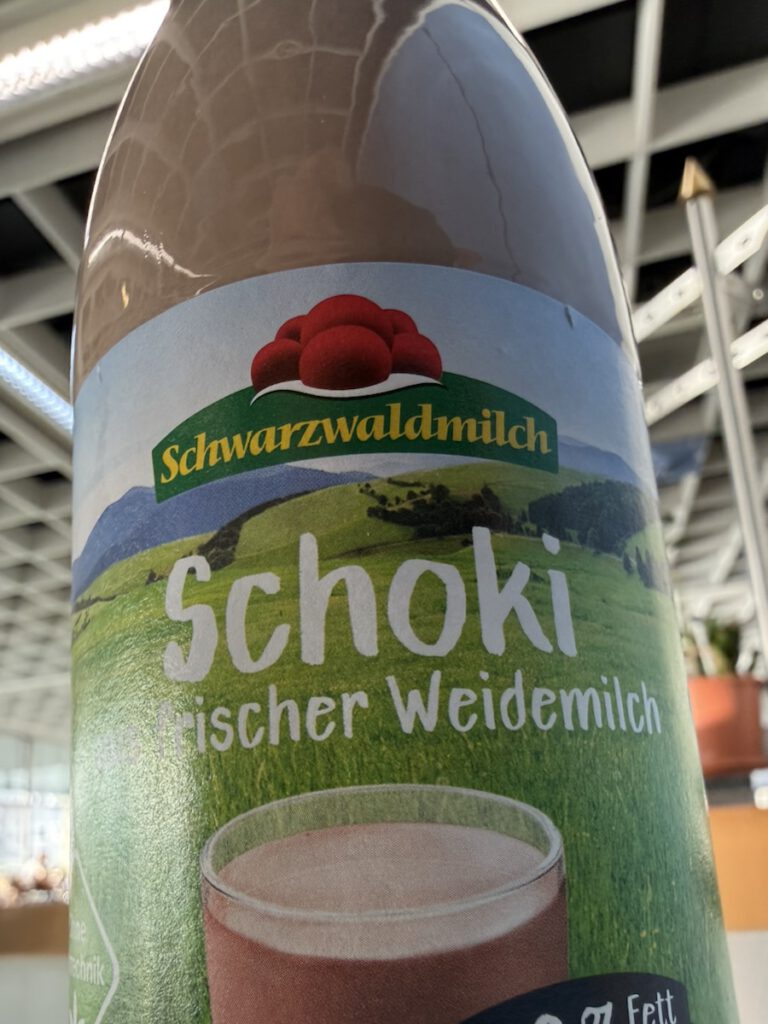 Schwarzwaldmilch
Schoki
frischer Weidemilch
Fett